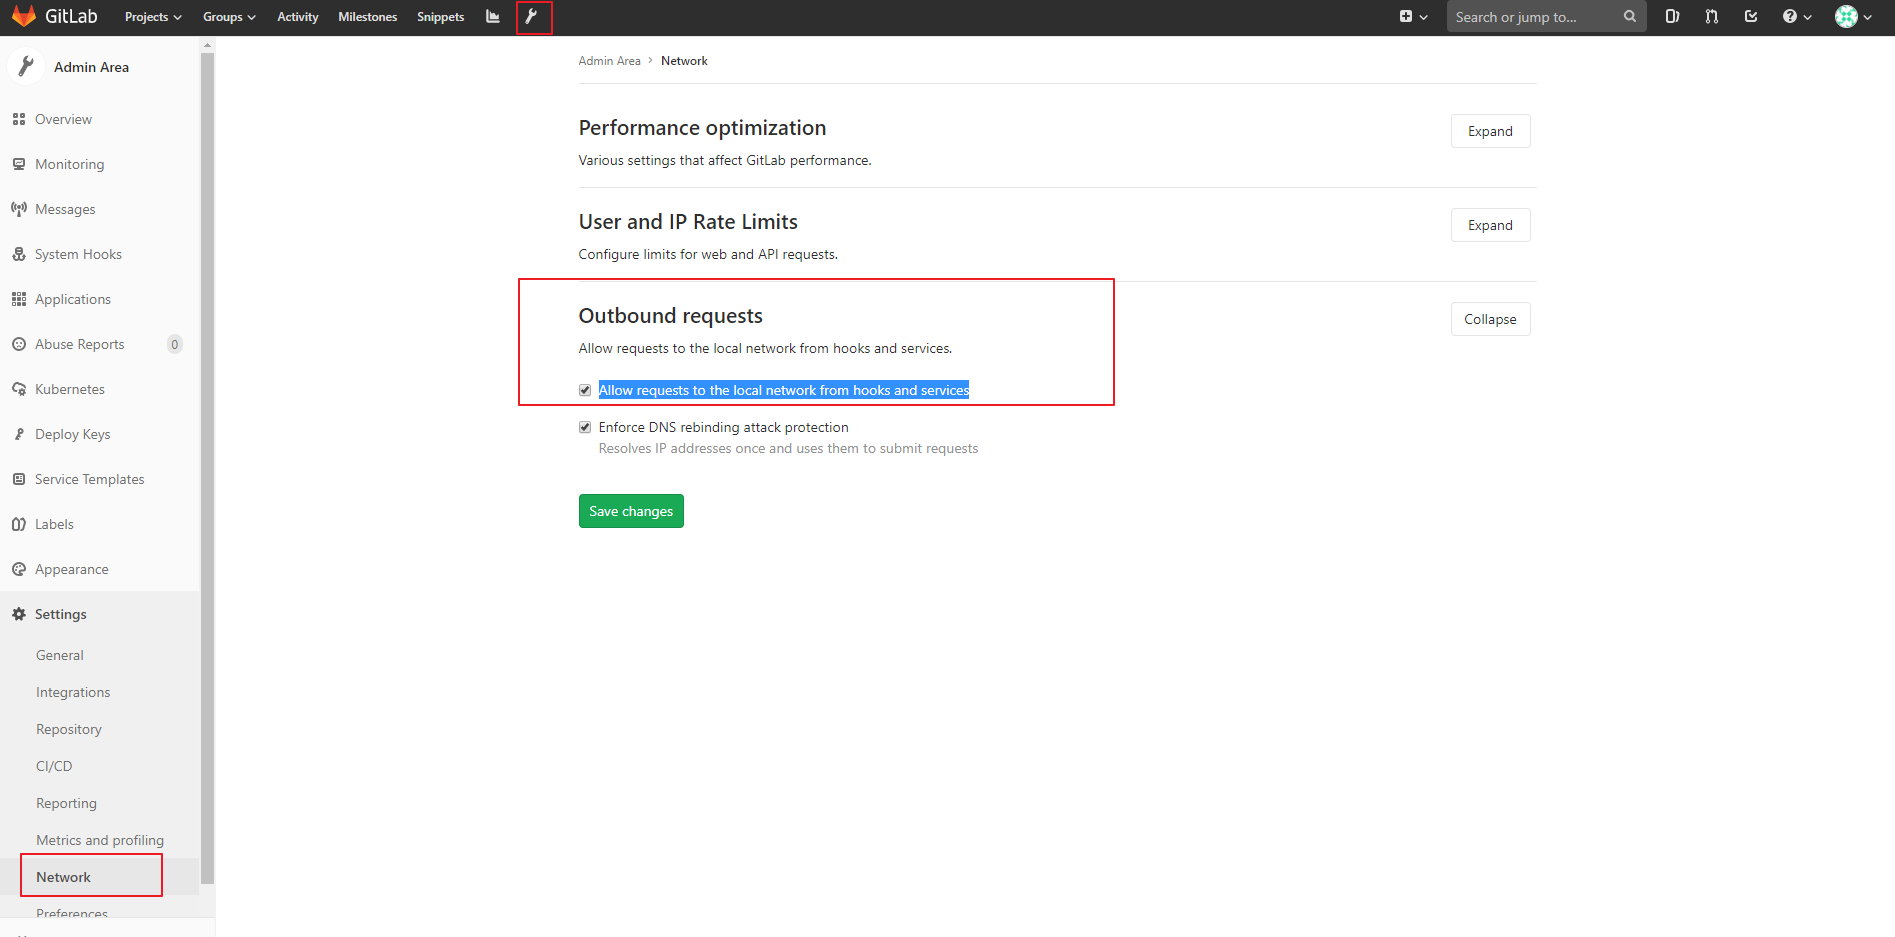 GitLab Projects Groups Activity Milestones Snippets Search or jump to...
Admin Area
Overview
Monitoring
Messages
System Hooks
Applications
Abuse Reports 0
Kubernetes
Deploy Keys
Service Templates
Labels
Appearance
Settings
General
Integrations
Repository
CI/CD
Reporting
Metrics and profiling
Network
Preferences
Admin Area › Network
Performance optimization
Expand
Various settings that affect GitLab performance.
User and IP Rate Limits
Expand
Configure limits for web and API requests.
Outbound requests
Collapse
Allow requests to the local network from hooks and services.
Allow requests to the local network from hooks and services
Enforce DNS rebinding attack protection
Resolves IP addresses once and uses them to submit requests
Save changes